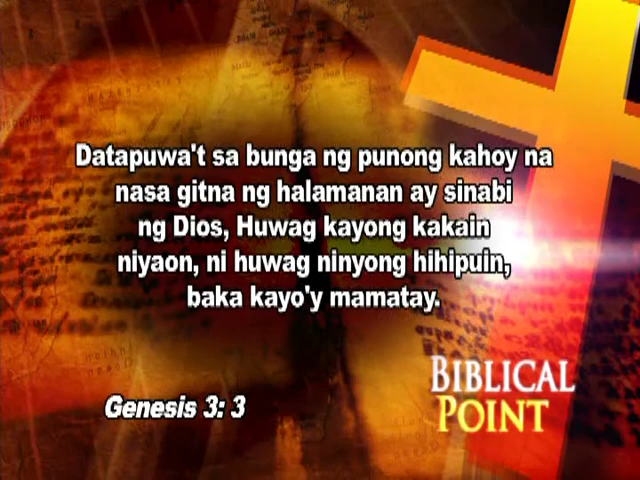 Datapuwa't sa bunga ng punong kahoy na
nasa gitna ng halamanan ay sinabi
ng Dios, Huwag kayong kakain
niyaon, ni huwag ninyong hihipuin,
baka kayo'y mamatay.
Genesis 3: 3
BIBLICAL
POINT